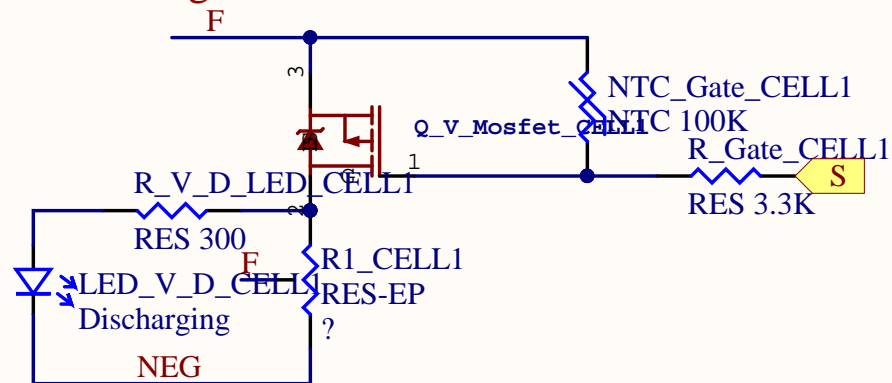 F
3
NTC_Gate_CELL1
NTC 100K
Q_V_Mosfet_CELL1
1
R_Gate_CELL1
S
RES 3.3K
G
R_V_D_LED_CELL1
2
RES 300
F
R1_CELL1
RES-EP
?
LED_V_D_CELL1
Discharging
NEG